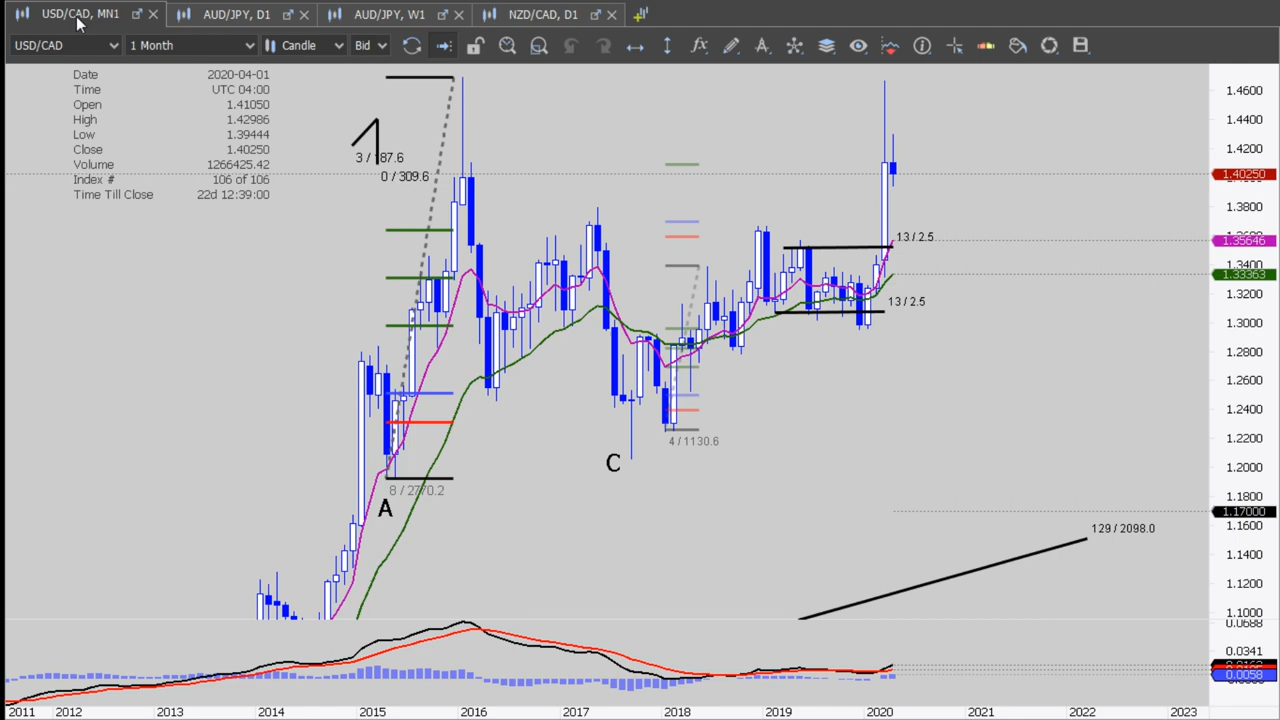 USD/CAD, MN1 AUD/JPY, D1 AUD/JPY, W1 NZD/CAD, D1
USD/CAD 1 Month Candle Bid
Date 2020-04-01
Time UTC 04:00
Open 1.41050
High 1.42986
Low 1.39444
Close 1.40250
Volume 1266425.42
Index # 106 of 106
Time Till Close 22d 12:39:00
0 / 309.6
13 / 2.5
13 / 2.5
4 / 1130.6
C
A
129 / 2098.0
1.4600
1.4400
1.4200
1.40250
1.3800
1.35646
1.3400
1.33363
1.3200
1.3000
1.2800
1.2600
1.2400
1.2200
1.2000
1.1800
1.17000
1.1600
1.1400
1.1200
1.1000
0.0688
0.0341
0.0058
2011 2012 2013 2014 2015 2016 2017 2018 2019 2020 2021 2022 2023